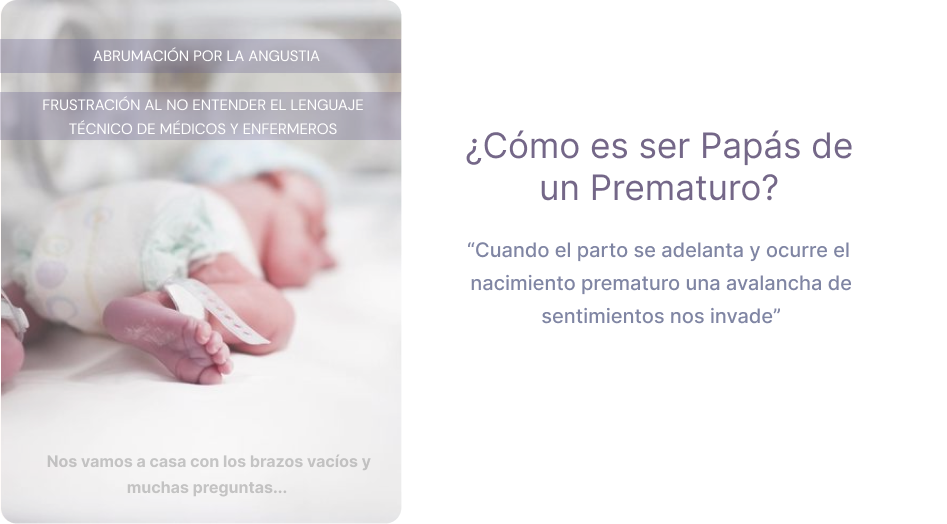 ABRUMACIÓN POR LA ANGUSTIA
FRUSTRACIÓN AL NO ENTENDER EL LENGUAJE
TÉCNICO DE MÉDICOS Y ENFERMEROS
Nos vamos a casa con los brazos vacíos y
muchas preguntas...
¿Cómo es ser Papás de
un Prematuro?
“Cuando el parto se adelanta y ocurre el
nacimiento prematuro una avalancha de
sentimientos nos invade”